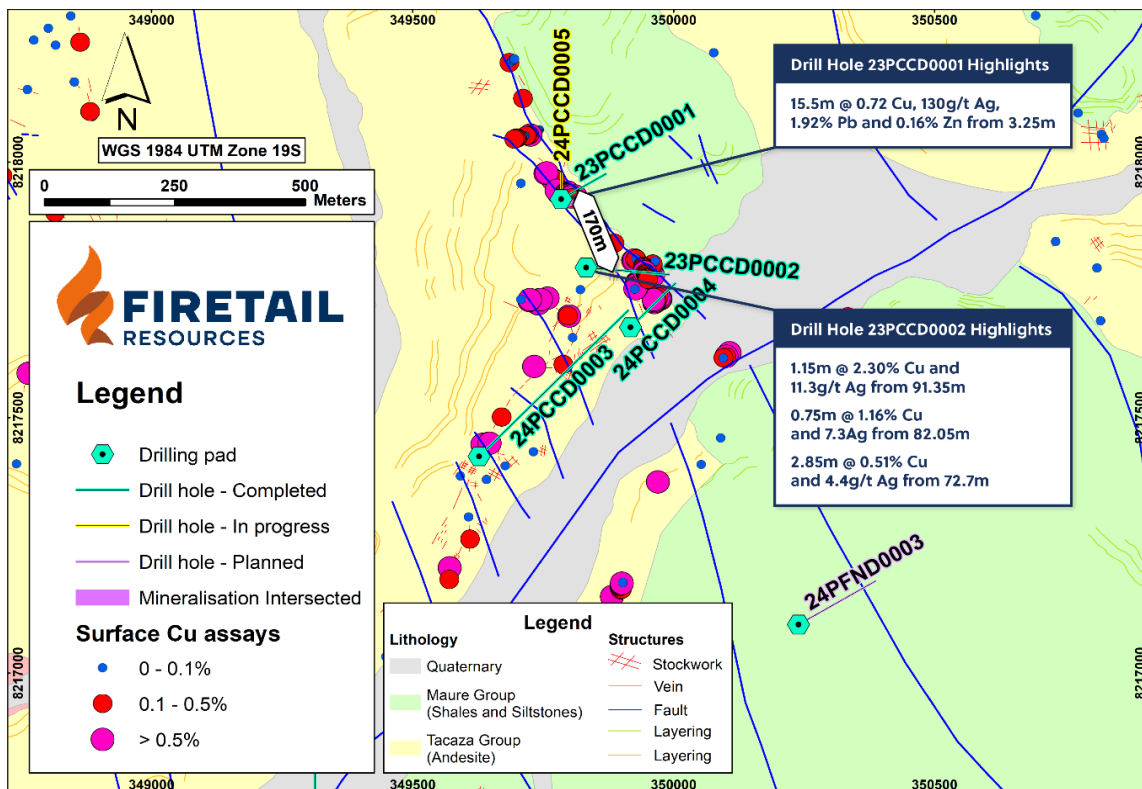 349000
349500
350000
350500
8218000
8217500
8217000
8218000
8217500
8217000
N
WGS 1984 UTM Zone 19S
0
250
500
Meters
FIRETAIL
RESOURCES
Legend
Drilling pad
Drill hole - Completed
Drill hole - In progress
Drill hole - Planned
Mineralisation Intersected
Surface Cu assays
0 - 0.1%
0.1 - 0.5%
> 0.5%
24PCCD0005
23PCCD0001
170m
23PCCD0002
24PCCD0004
24PCCD0003
24PFND0003
Drill Hole 23PCCD0001 Highlights
15.5m @ 0.72 Cu, 130g/t Ag,
1.92% Pb and 0.16% Zn from 3.25m
Drill Hole 23PCCD0002 Highlights
1.15m @ 2.30% Cu and
11.3g/t Ag from 91.35m
0.75m @ 1.16% Cu
and 7.3Ag from 82.05m
2.85m @ 0.51% Cu
and 4.4g/t Ag from 72.7m
Legend
Lithology
Quaternary
Maure Group
(Shales and Siltstones)
Tacaza Group
(Andesite)
Structures
Stockwork
Vein
Fault
Layering
Layering
349000
349500
350000
350500